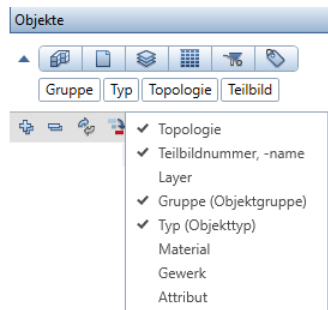 Objekte
Gruppe Typ Topologie Teilbild
Topologie
Teilbildnummer, -name
Layer
Gruppe (Objektgruppe)
Typ (Objekttyp)
Material
Gewerk
Attribut